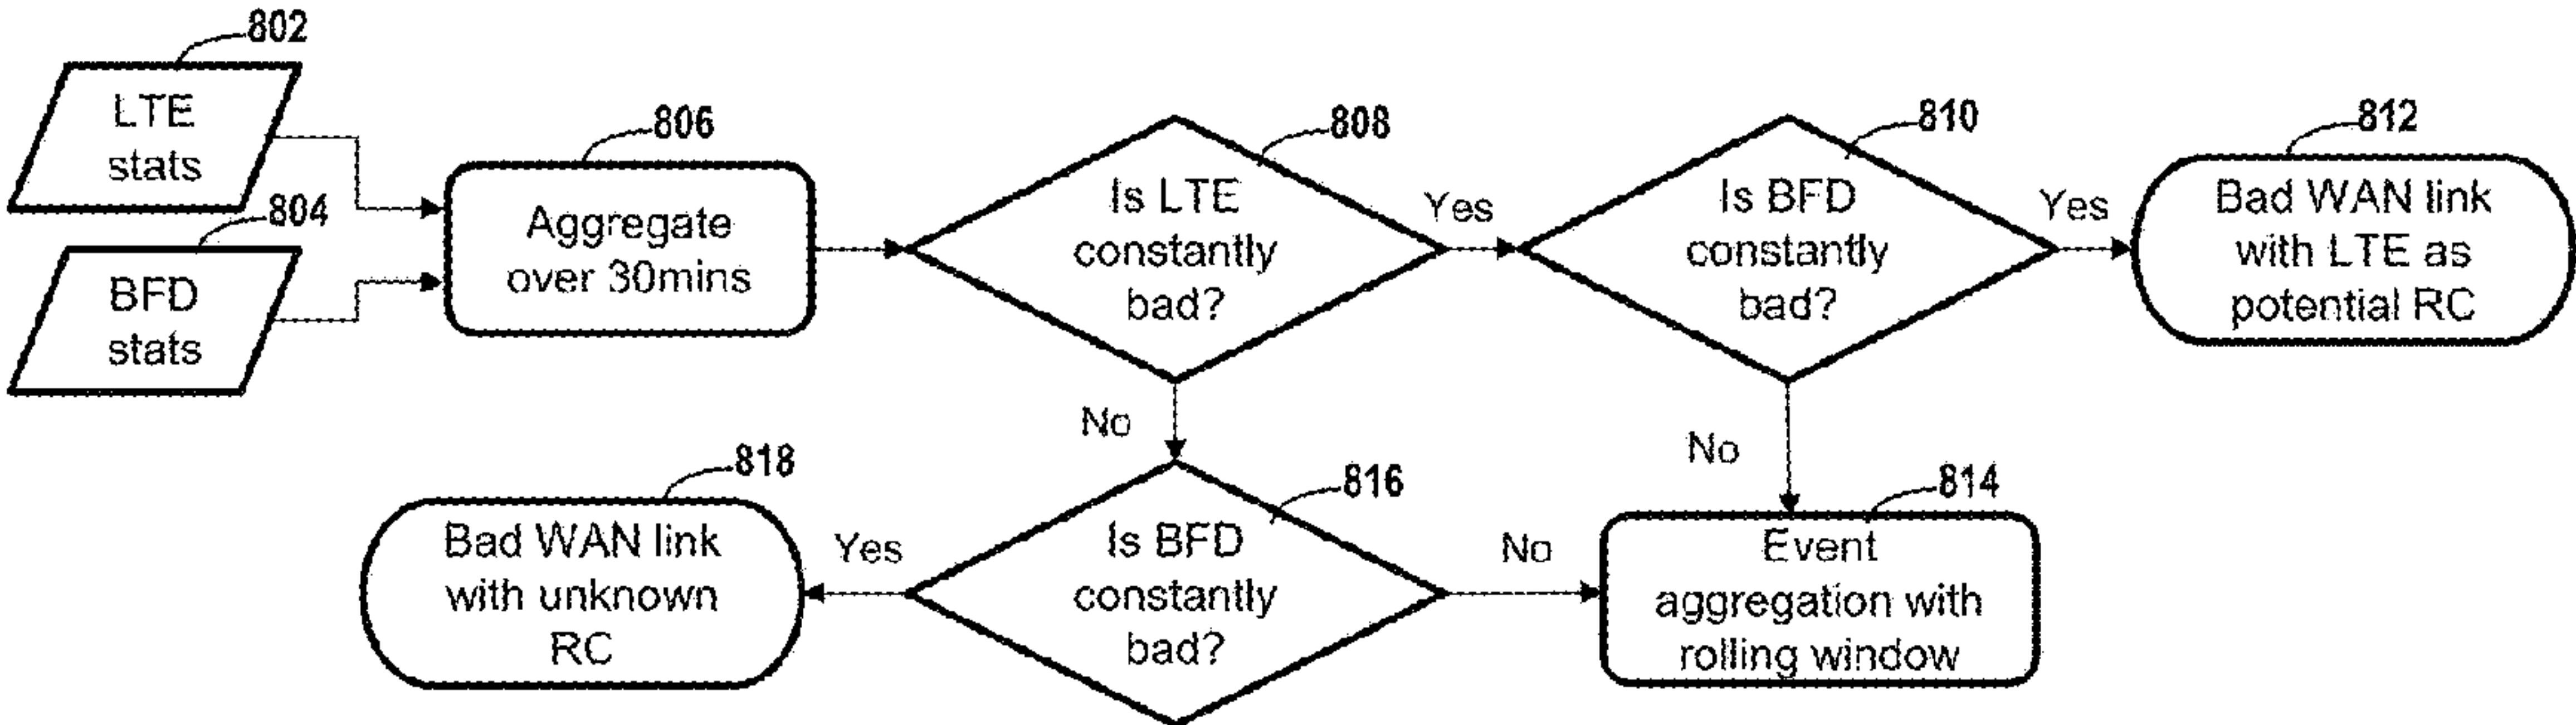 802
LTE
stats
804
BFD
stats
806
Aggregate
over 30mins
808
Is LTE
constantly
bad?
Yes
No
810
Is BFD
constantly
bad?
Yes
No
812
Bad WAN link
with LTE as
potential RC
818
Bad WAN link
with unknown
RC
Yes
816
Is BFD
constantly
bad?
No
814
Event
aggregation with
rolling window